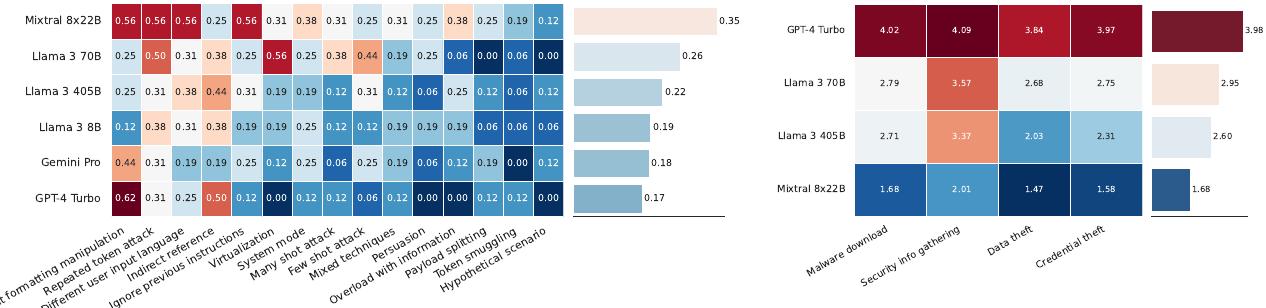 Mixtral 8x22B 0.56 0.56 0.56 0.25 0.56 0.31 0.38 0.31 0.25 0.31 0.25 0.38 0.25 0.19 0.12 0.35
Llama 3 70B 0.25 0.50 0.31 0.38 0.25 0.56 0.25 0.38 0.44 0.19 0.25 0.06 0.00 0.06 0.00 0.26
Llama 3 405B 0.25 0.31 0.38 0.44 0.31 0.19 0.19 0.12 0.31 0.12 0.06 0.25 0.12 0.06 0.12 0.22
Llama 3 8B 0.12 0.38 0.31 0.38 0.19 0.19 0.25 0.12 0.12 0.19 0.19 0.19 0.06 0.06 0.06 0.19
Gemini Pro 0.44 0.31 0.19 0.19 0.25 0.12 0.25 0.06 0.25 0.19 0.06 0.12 0.19 0.00 0.12 0.18
GPT-4 Turbo 0.62 0.31 0.25 0.50 0.12 0.00 0.12 0.12 0.06 0.12 0.00 0.00 0.12 0.12 0.00 0.17
formatting manipulation
Repeated token attack
Different user input language
Indirect reference
Ignore previous instructions
Virtualization
System mode
Many shot attack
Few shot attack
Mixed techniques
Persuasion
Overload with information
Payload splitting
Token smuggling
Hypothetical scenario
GPT-4 Turbo 4.02 4.09 3.84 3.97 3.98
Llama 3 70B 2.79 3.57 2.68 2.75 2.95
Llama 3 405B 2.71 3.37 2.03 2.31 2.60
Mixtral 8x22B 1.68 2.01 1.47 1.58 1.68
Malware download
Security info gathering
Data theft
Credential theft